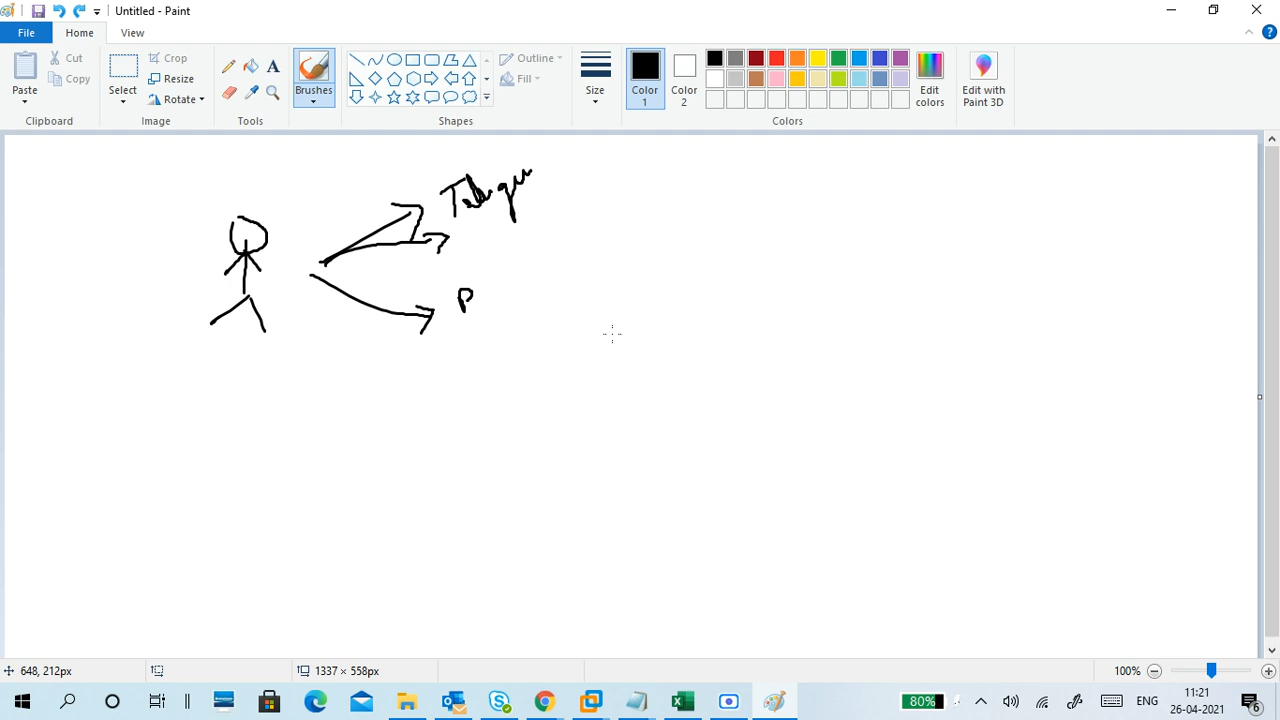 Untitled - Paint
File
Home
View
Paste
Cut
Copy
Clipboard
Select
Crop
Resize
Rotate
Image
A
Tools
Brushes
Shapes
Outline
Fill
Size
Color 1
Color 2
Colors
Edit colors
Edit with Paint 3D
Telugu
P
648, 212px
1337 × 558px
100%
80%
ENG
11:21
26-04-2021
6